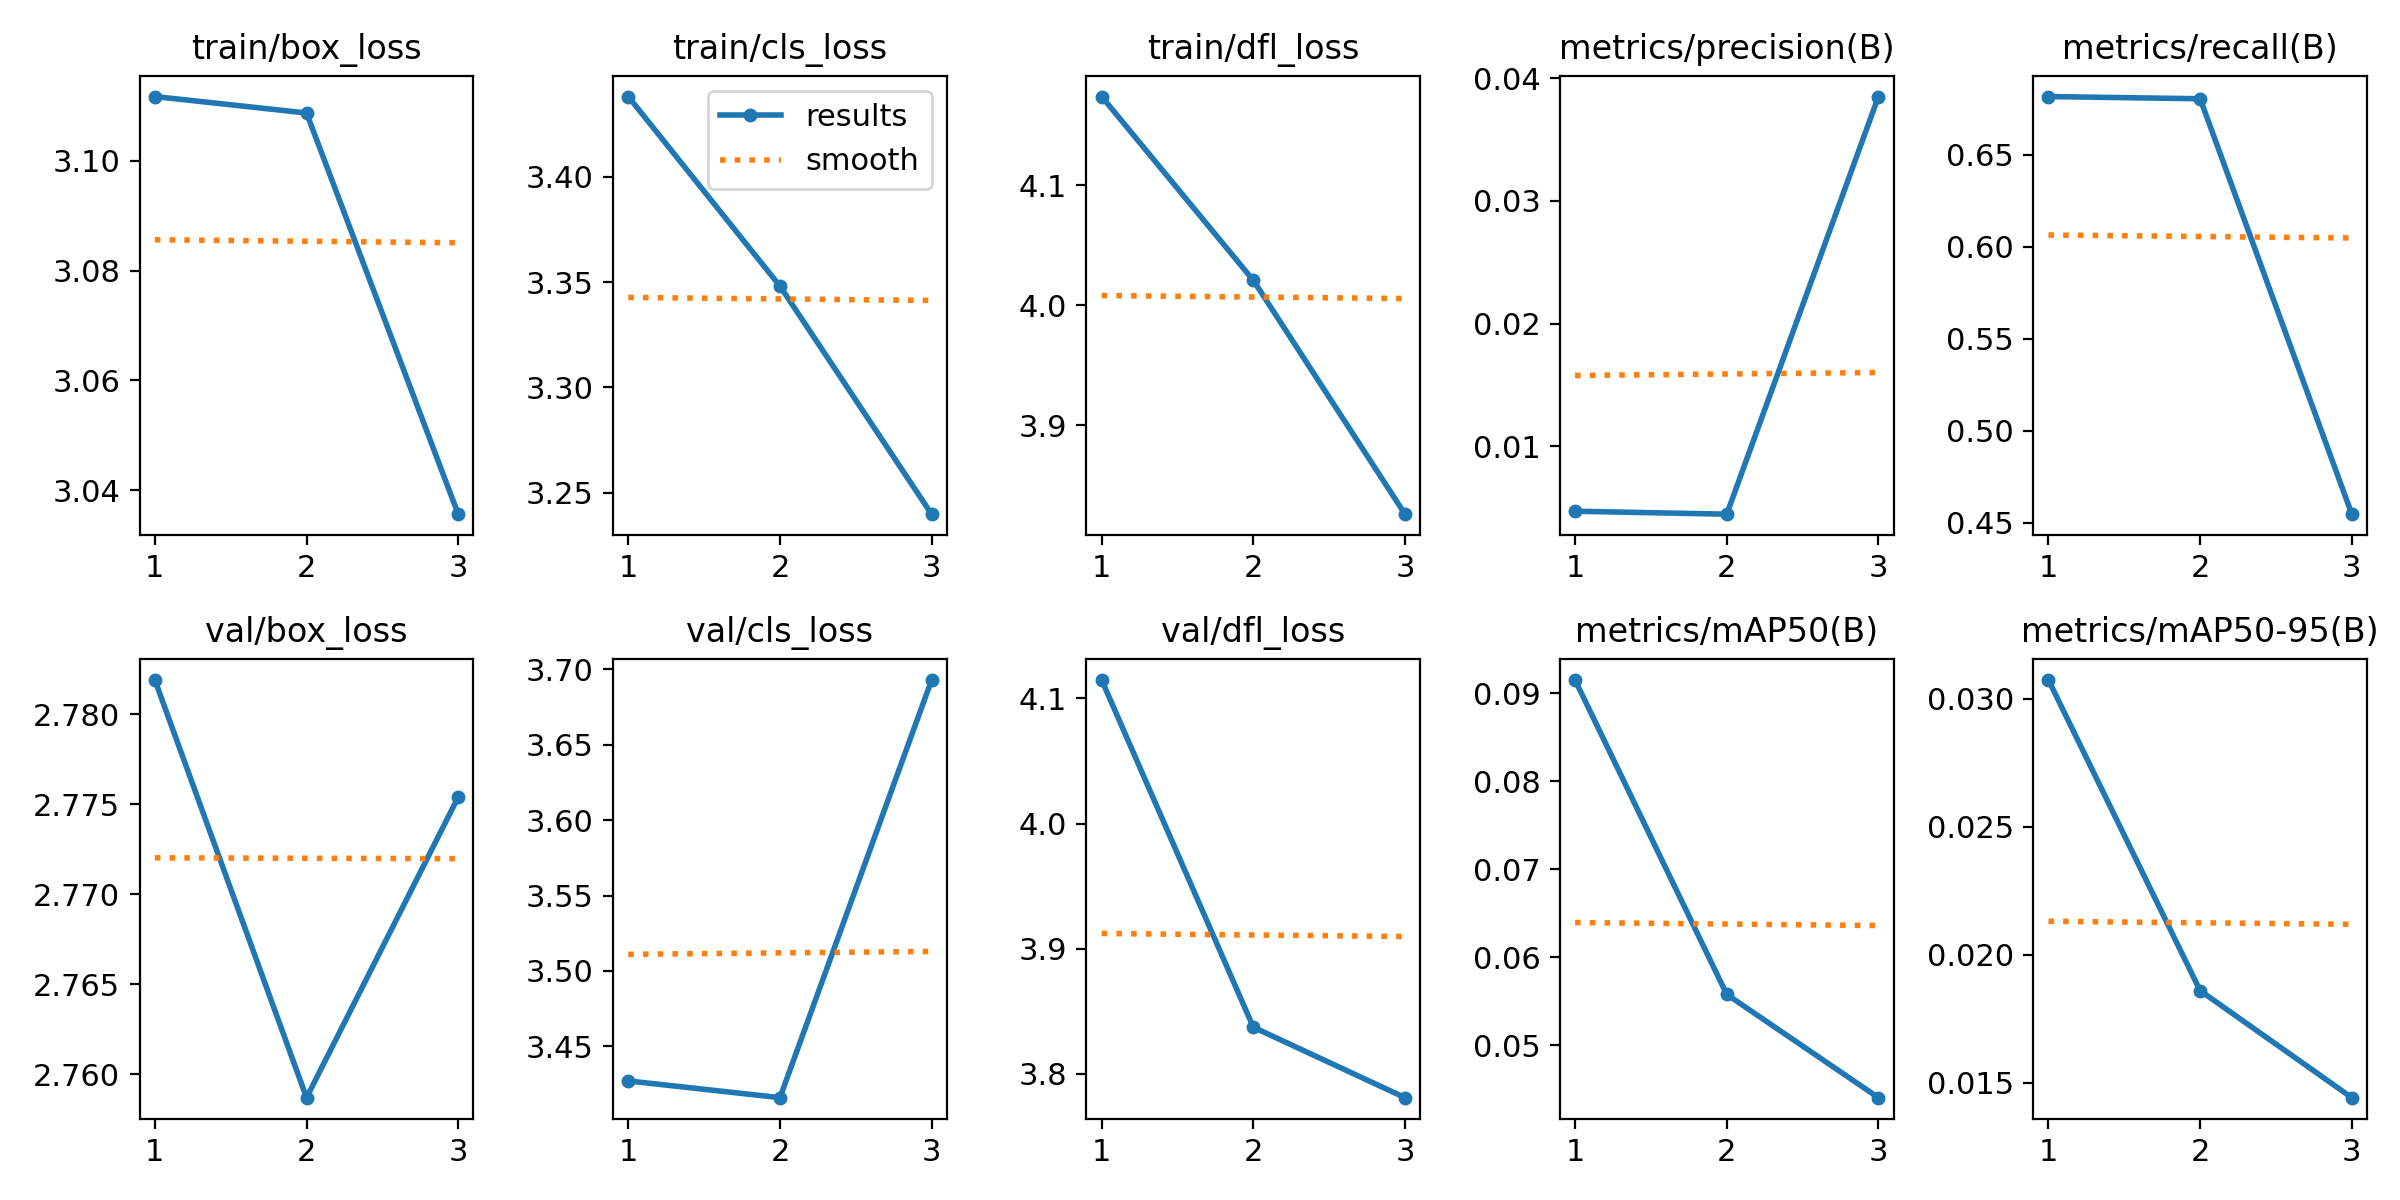 train/box_loss
3.10
3.08
3.06
3.04
1 2 3
train/cls_loss
results
smooth
3.40
3.35
3.30
3.25
1 2 3
train/dfl_loss
4.1
4.0
3.9
1 2 3
metrics/precision(B)
0.04
0.03
0.02
0.01
1 2 3
metrics/recall(B)
0.65
0.60
0.55
0.50
0.45
1 2 3
val/box_loss
2.780
2.775
2.770
2.765
2.760
1 2 3
val/cls_loss
3.70
3.65
3.60
3.55
3.50
3.45
1 2 3
val/dfl_loss
4.1
4.0
3.9
3.8
1 2 3
metrics/mAP50(B)
0.09
0.08
0.07
0.06
0.05
1 2 3
metrics/mAP50-95(B)
0.030
0.025
0.020
0.015
1 2 3